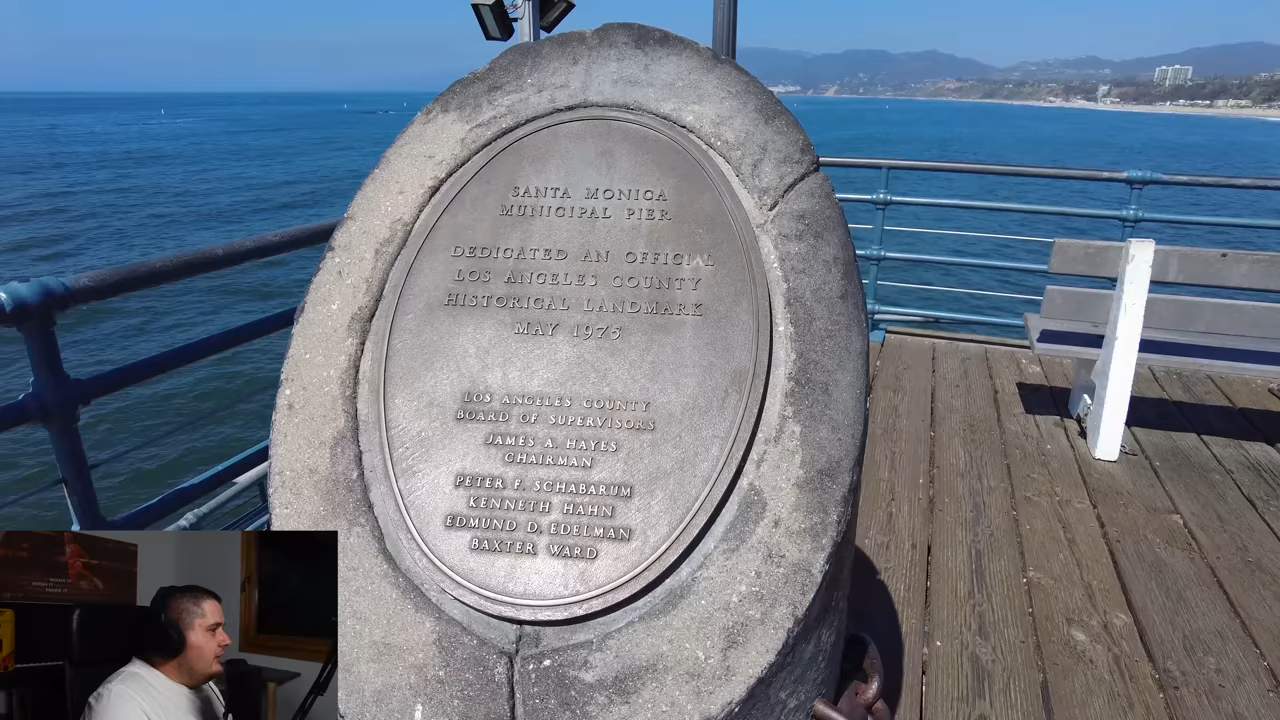 SANTA MONICA
MUNICIPAL PIER
DEDICATED AN OFFICIAL
LOS ANGELES COUNTY
HISTORICAL LANDMARK
MAY 1975
LOS ANGELES COUNTY
BOARD OF SUPERVISORS
JAMES A. HAYES
CHAIRMAN
PETER F. SCHABARUM
KENNETH HAHN
EDMUND D. EDELMAN
BAXTER WARD